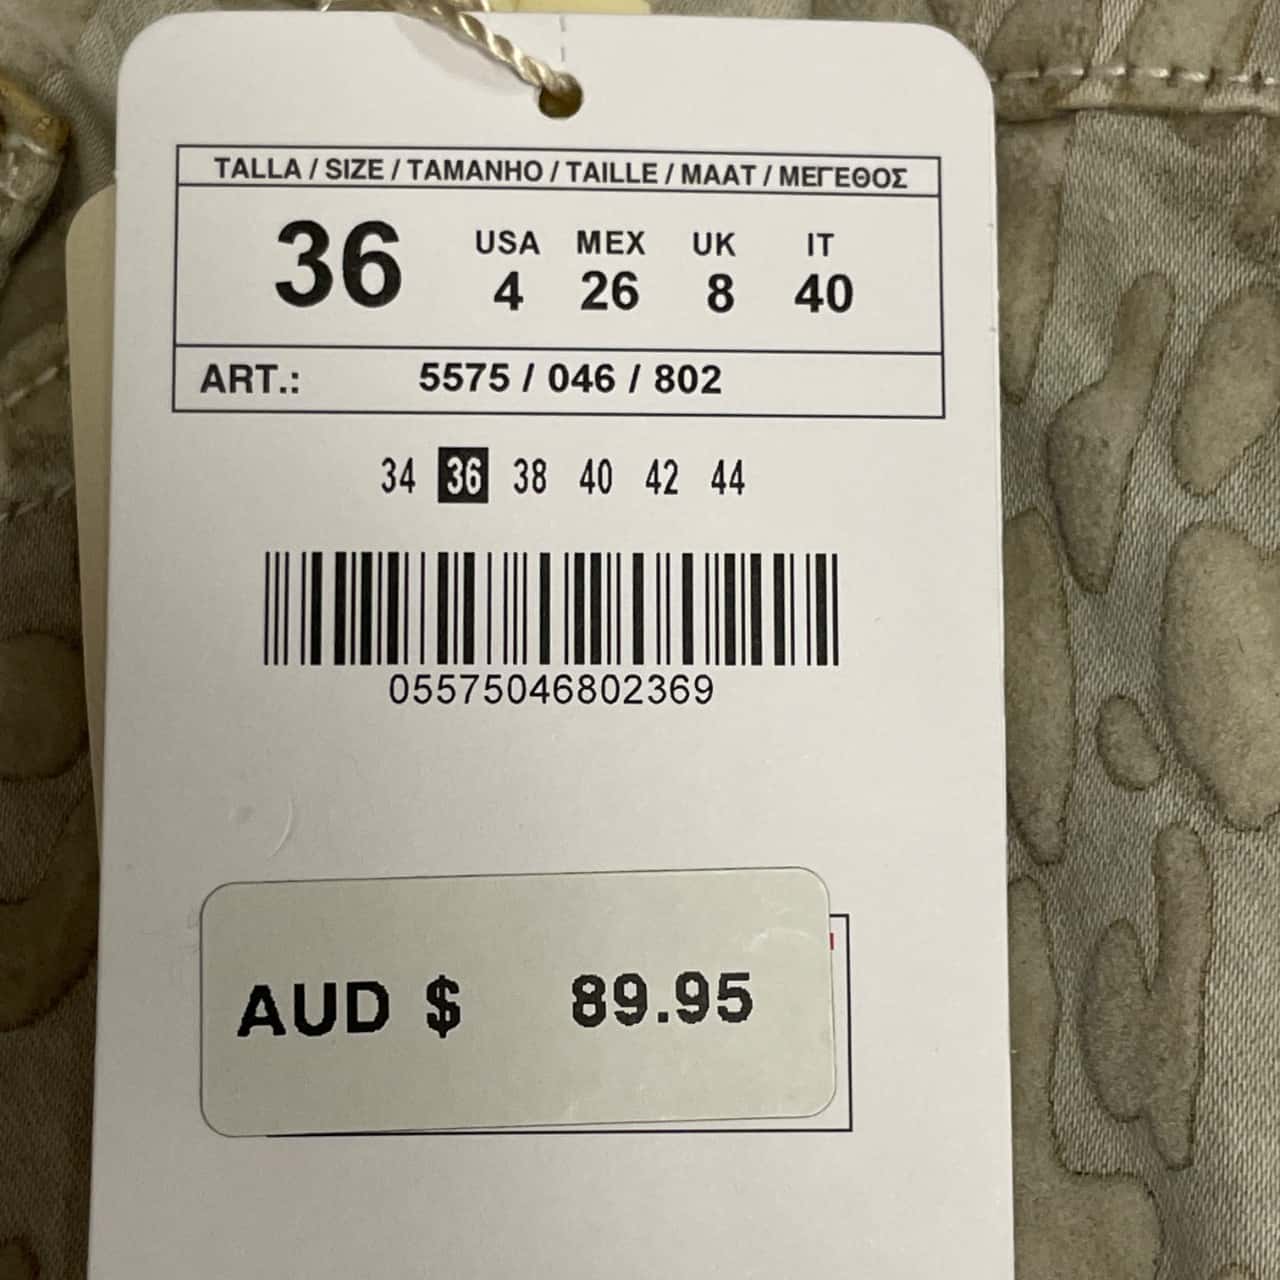 TALLA / SIZE / TAMANHO / TAILLE / MAAT / ΜΕΓΕΘΟΣ
36 USA 4 MEX 26 UK 8 IT 40
ART.: 5575 / 046 / 802
34 36 38 40 42 44
05575046802369
AUD $ 89.95